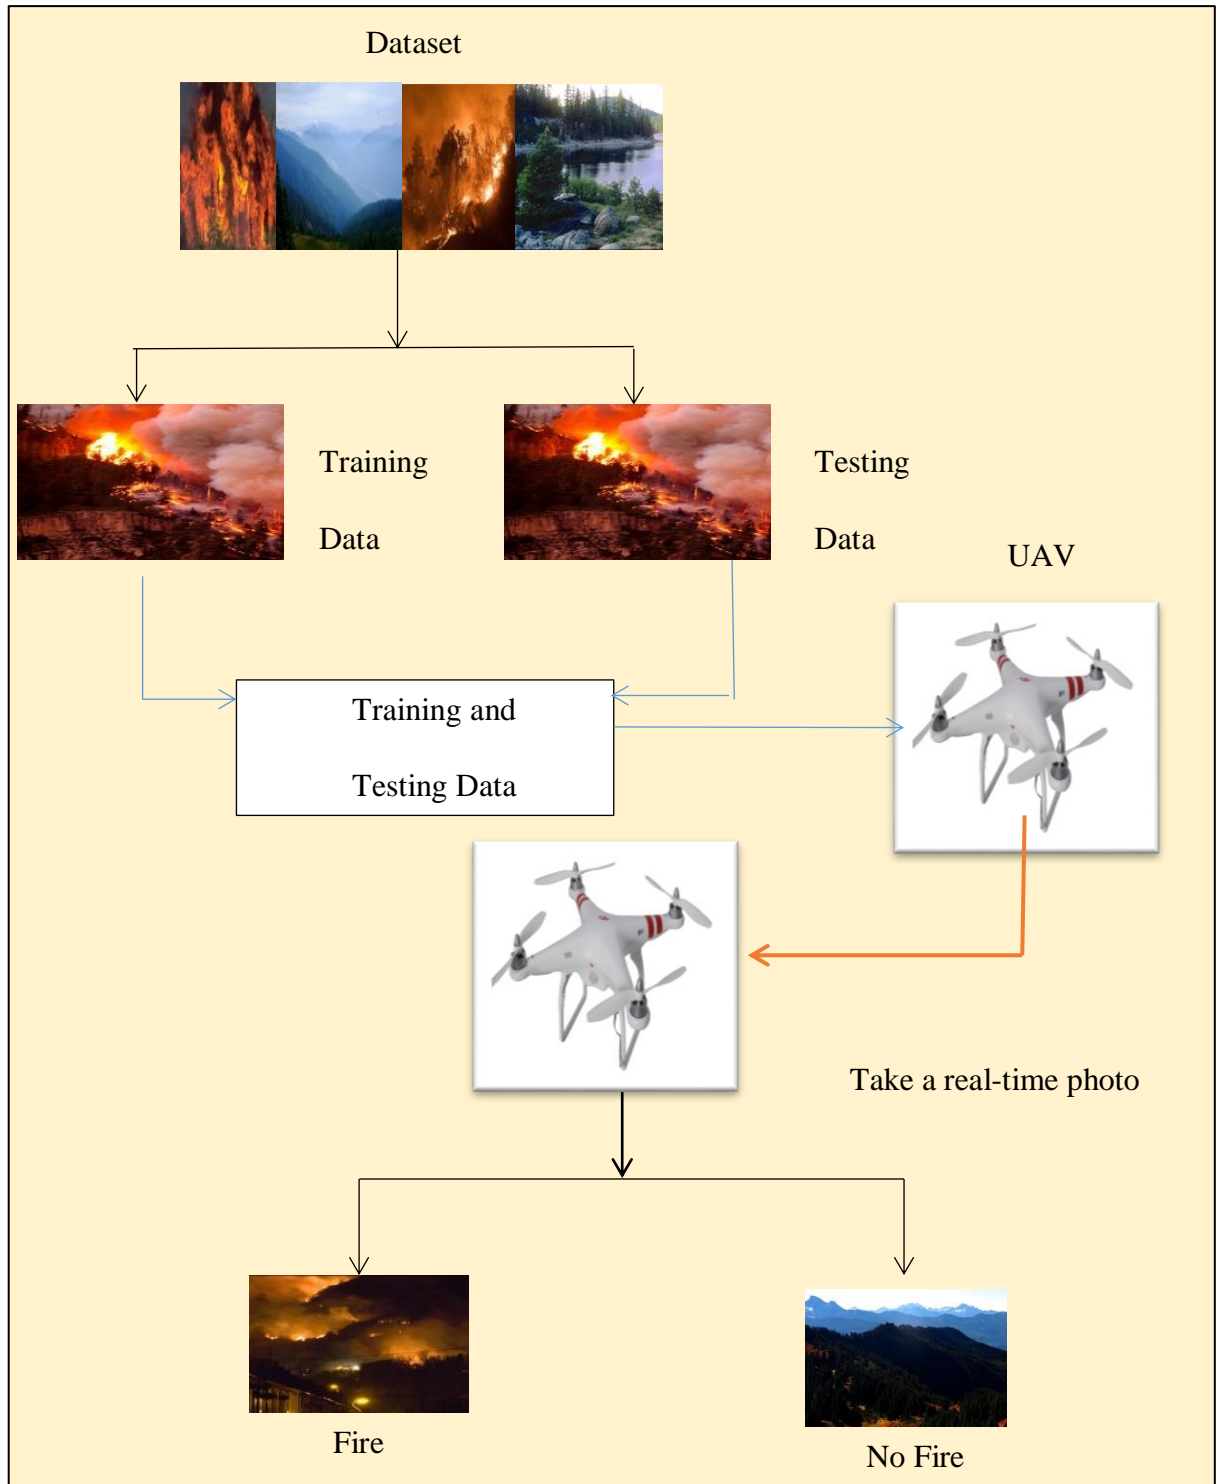 Dataset
Training
Data
Testing
Data
UAV
Training and
Testing Data
Take a real-time photo
Fire
No Fire